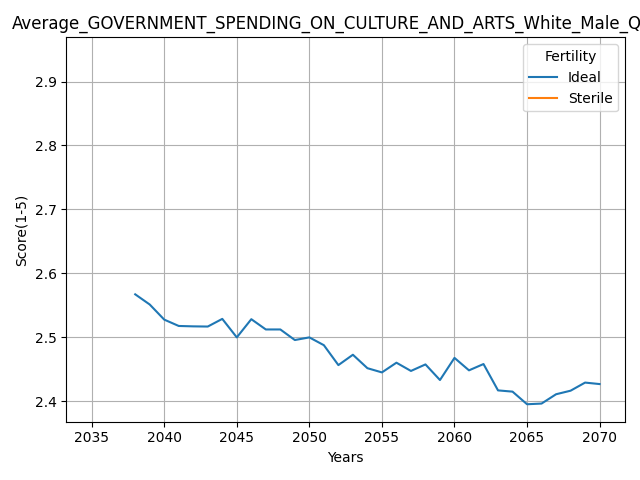 Average_GOVERNMENT_SPENDING_ON_CULTURE_AND_ARTS_White_Male_Q
Fertility
Ideal
Sterile
2.9
2.8
2.7
2.6
2.5
2.4
Score(1-5)
2035 2040 2045 2050 2055 2060 2065 2070
Years